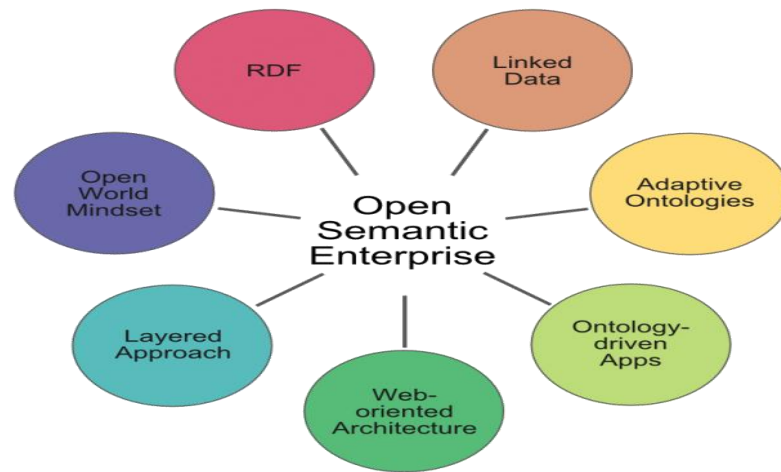 RDF
Linked
Data
Open
World
Mindset
Open
Semantic
Enterprise
Adaptive
Ontologies
Layered
Approach
Ontology-
driven
Apps
Web-
oriented
Architecture